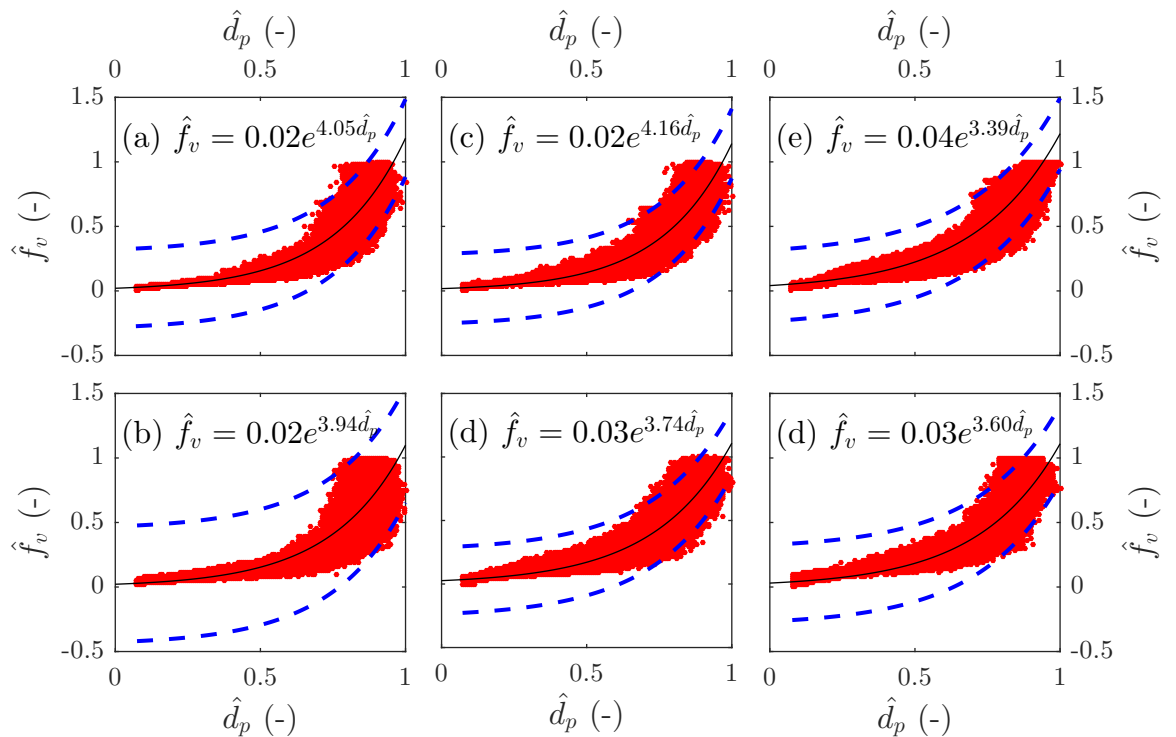 d̂_p (-) d̂_p (-) d̂_p (-)
0 0.5 1 0 0.5 1 0 0.5 1
1.5 1.5
(a) f̂_v = 0.02e^{4.05d̂_p} (c) f̂_v = 0.02e^{4.16d̂_p} (e) f̂_v = 0.04e^{3.39d̂_p}
1 1
f̂_v (-) f̂_v (-)
0.5 0.5
0 0
-0.5 -0.5
1.5 1.5
(b) f̂_v = 0.02e^{3.94d̂_p} (d) f̂_v = 0.03e^{3.74d̂_p} (d) f̂_v = 0.03e^{3.60d̂_p}
1 1
f̂_v (-) f̂_v (-)
0.5 0.5
0 0
-0.5 -0.5
0 0.5 1 0 0.5 1 0 0.5 1
d̂_p (-) d̂_p (-) d̂_p (-)